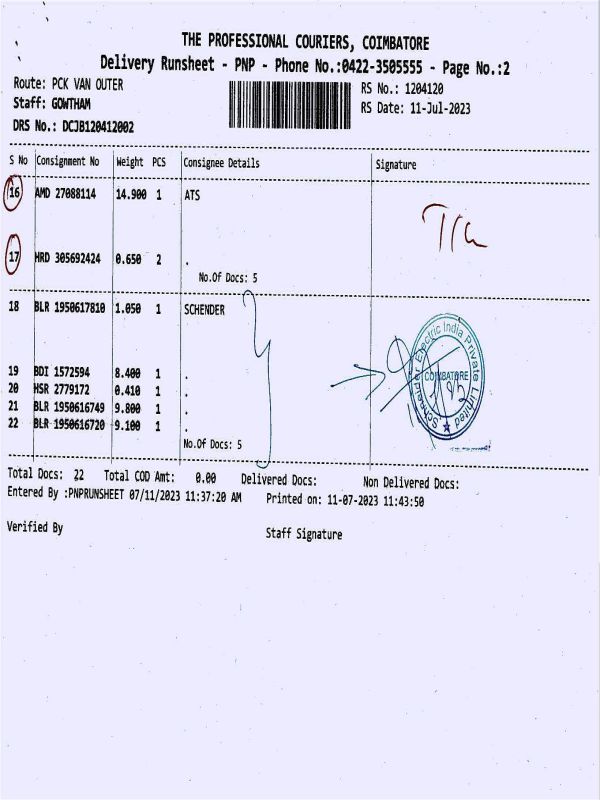 THE PROFESSIONAL COURIERS, COIMBATORE
Delivery Runsheet - PNP - Phone No.:0422-3505555 - Page No.:2
Route: PCK VAN OUTER
RS No.: 1204120
Staff: GOWTHAM
RS Date: 11-Jul-2023
DRS No.: DCJB120412002
S No Consignment No Weight PCS Consignee Details Signature
16 AMD 27088114 14.900 1 ATS
17 HRD 305692424 0.650 2 .
No.Of Docs: 5
18 BLR 1950617810 1.050 1 SCHENDER
19 BDI 1572594 8.400 1 .
20 HSR 2779172 0.410 1 .
21 BLR 1950616749 9.800 1 .
22 BLR 1950616720 9.100 1 .
No.Of Docs: 5
Schneider Electric India Private Limited
COIMBATORE
Total Docs: 22 Total COD Amt: 0.00 Delivered Docs: Non Delivered Docs:
Entered By :PNPRUNSHEET 07/11/2023 11:37:20 AM Printed on: 11-07-2023 11:43:50
Verified By Staff Signature